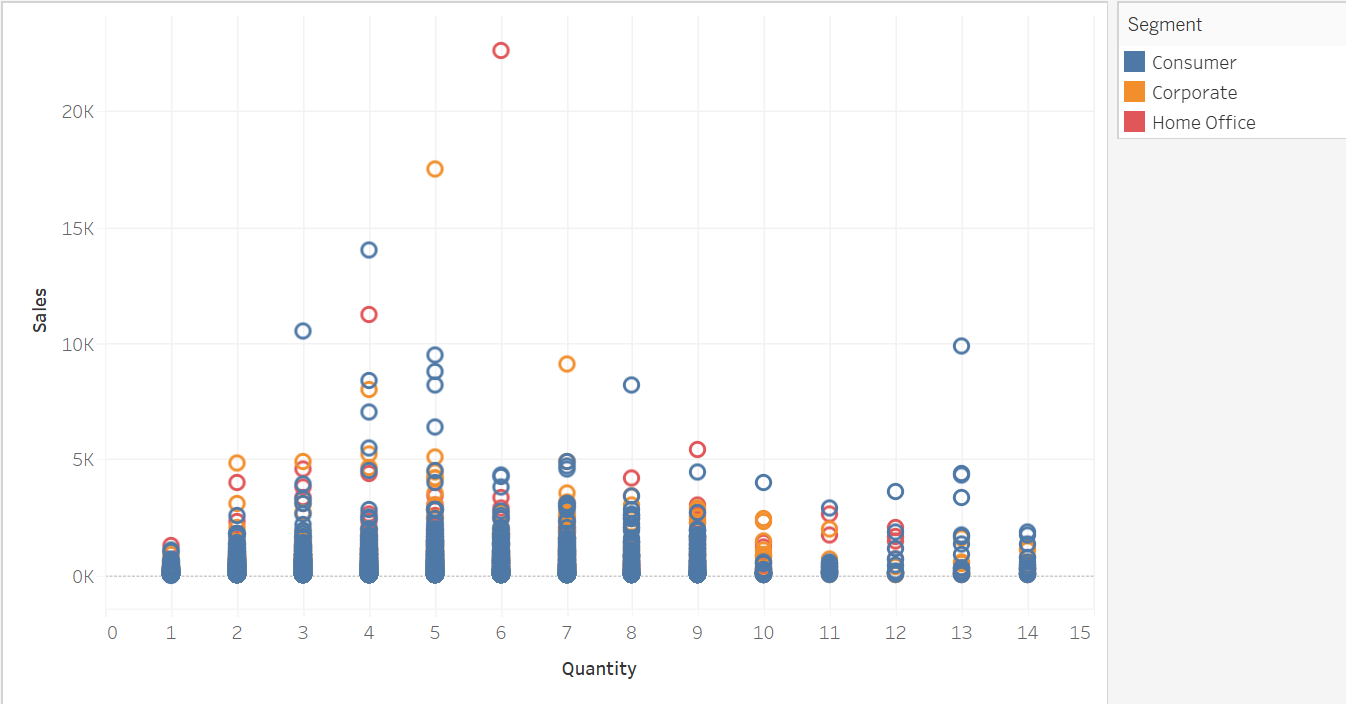 Segment
Consumer
Corporate
Home Office
20K
15K
10K
5K
0K
Sales
0 1 2 3 4 5 6 7 8 9 10 11 12 13 14 15
Quantity